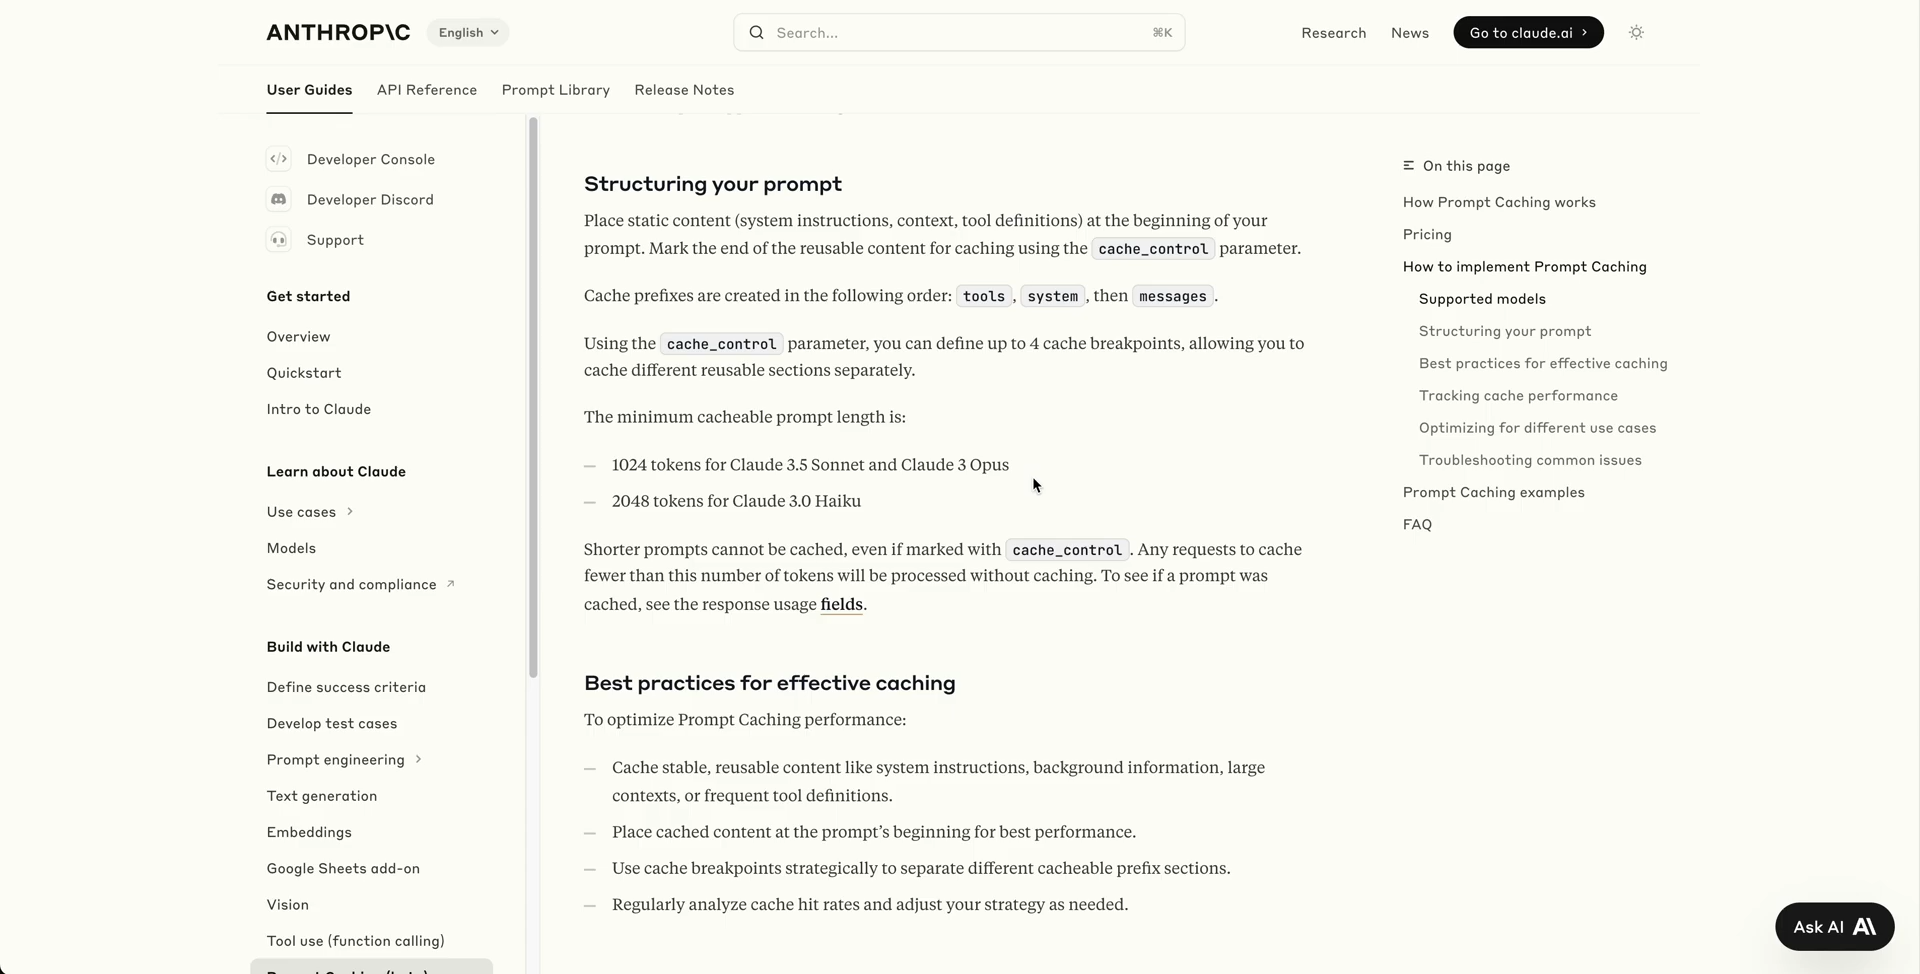 ANTHROP\C
English
Search...
⌘K
Research
News
Go to claude.ai
User Guides
API Reference
Prompt Library
Release Notes
Developer Console
Developer Discord
Support
Get started
Overview
Quickstart
Intro to Claude
Learn about Claude
Use cases
Models
Security and compliance
Build with Claude
Define success criteria
Develop test cases
Prompt engineering
Text generation
Embeddings
Google Sheets add-on
Vision
Tool use (function calling)
Structuring your prompt
Place static content (system instructions, context, tool definitions) at the beginning of your
prompt. Mark the end of the reusable content for caching using the cache_control parameter.
Cache prefixes are created in the following order: tools, system, then messages.
Using the cache_control parameter, you can define up to 4 cache breakpoints, allowing you to
cache different reusable sections separately.
The minimum cacheable prompt length is:
— 1024 tokens for Claude 3.5 Sonnet and Claude 3 Opus
— 2048 tokens for Claude 3.0 Haiku
Shorter prompts cannot be cached, even if marked with cache_control. Any requests to cache
fewer than this number of tokens will be processed without caching. To see if a prompt was
cached, see the response usage fields.
Best practices for effective caching
To optimize Prompt Caching performance:
— Cache stable, reusable content like system instructions, background information, large
contexts, or frequent tool definitions.
— Place cached content at the prompt's beginning for best performance.
— Use cache breakpoints strategically to separate different cacheable prefix sections.
— Regularly analyze cache hit rates and adjust your strategy as needed.
On this page
How Prompt Caching works
Pricing
How to implement Prompt Caching
Supported models
Structuring your prompt
Best practices for effective caching
Tracking cache performance
Optimizing for different use cases
Troubleshooting common issues
Prompt Caching examples
FAQ
Ask AI